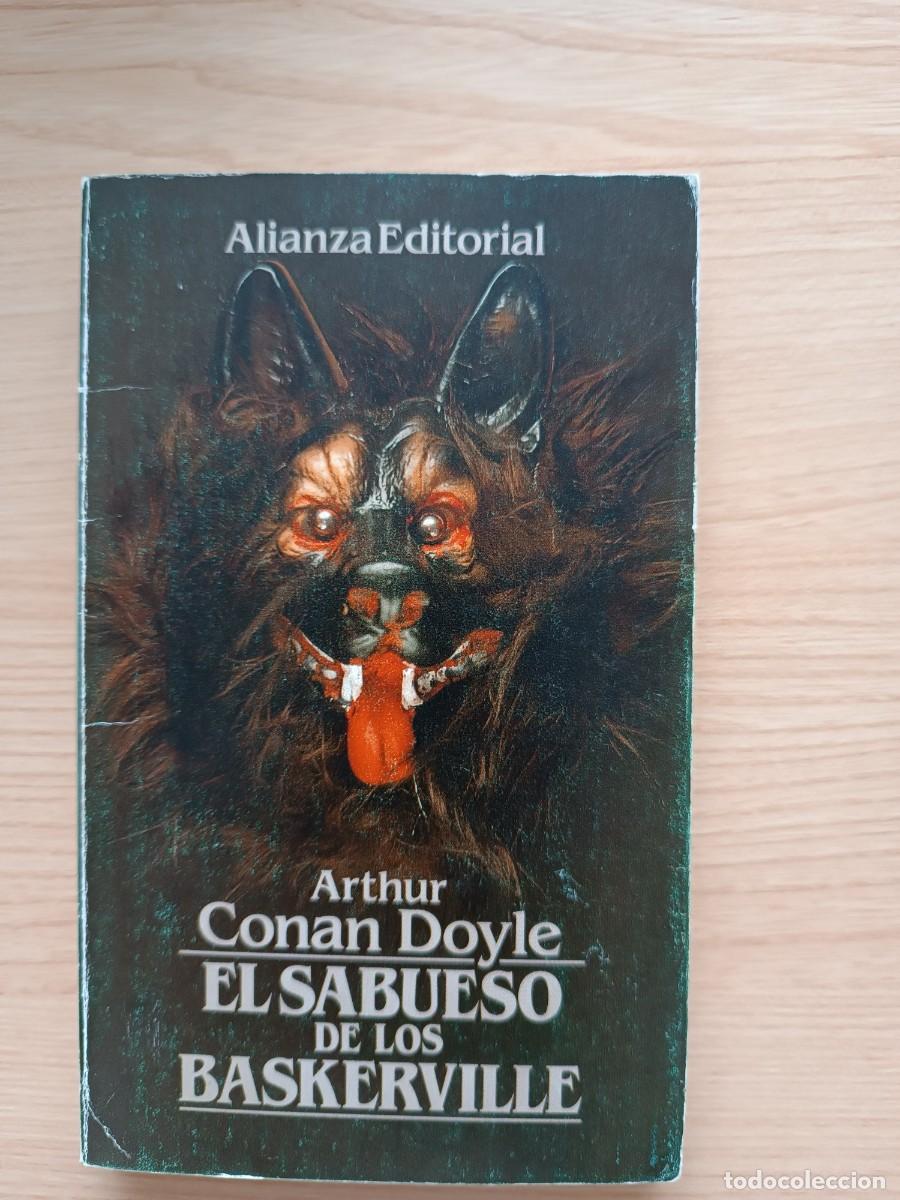 Alianza Editorial
Arthur
Conan Doyle
EL SABUESO
DE LOS
BASKERVILLE
todocoleccion